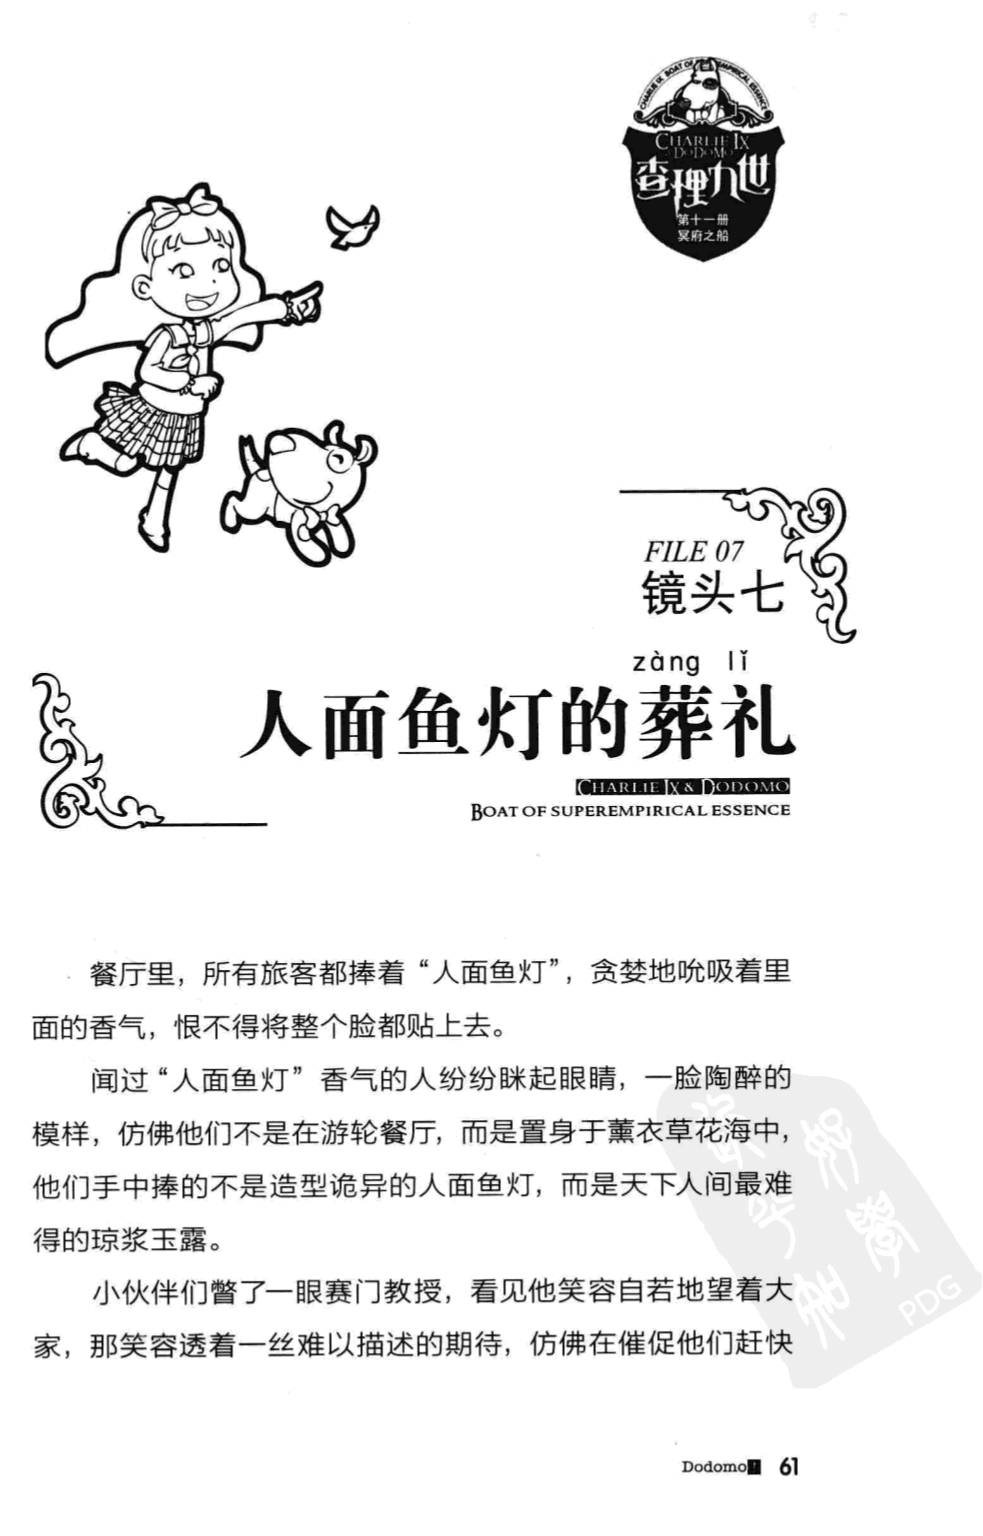 CHARLIE IX BOAT OF SUPEREMPIRICAL ESSENCE
CHARLIE IX
& DODOMO
查理九世
第十一册
冥府之船
FILE 07
镜头七
zàng lǐ
人面鱼灯的葬礼
CHARLIE IX & DODOMO
BOAT OF SUPEREMPIRICAL ESSENCE
餐厅里，所有旅客都捧着“人面鱼灯”，贪婪地吮吸着里
面的香气，恨不得将整个脸都贴上去。
闻过“人面鱼灯”香气的人纷纷眯起眼睛，一脸陶醉的
模样，仿佛他们不是在游轮餐厅，而是置身于薰衣草花海中，
他们手中捧的不是造型诡异的人面鱼灯，而是天下人间最难
得的琼浆玉露。
小伙伴们瞥了一眼赛门教授，看见他笑容自若地望着大
家，那笑容透着一丝难以描述的期待，仿佛在催促他们赶快
PDG
Dodomo 61